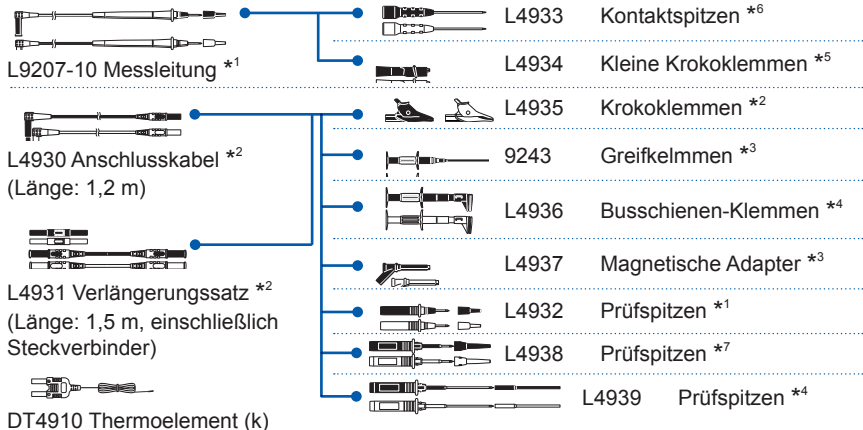 L9207-10 Messleitung *1
L4930 Anschlusskabel *2
(Länge: 1,2 m)
L4931 Verlängerungssatz *2
(Länge: 1,5 m, einschließlich
Steckverbinder)
DT4910 Thermoelement (k)
L4933 Kontaktspitzen *6
L4934 Kleine Krokoklemmen *5
L4935 Krokoklemmen *2
9243 Greifkelmmen *3
L4936 Busschienen-Klemmen *4
L4937 Magnetische Adapter *3
L4932 Prüfspitzen *1
L4938 Prüfspitzen *7
L4939 Prüfspitzen *4